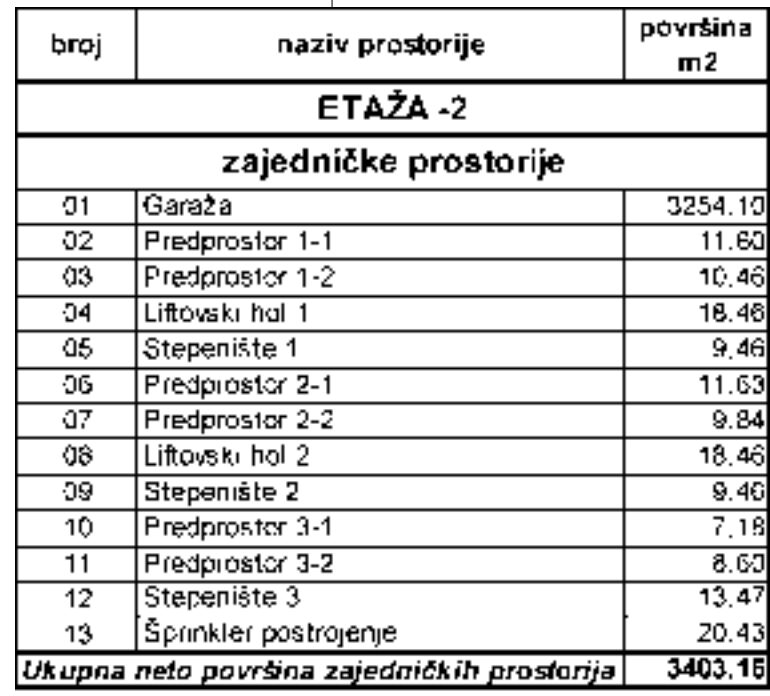 broj naziv prostorije površina m2
ETAŽA -2
zajedničke prostorije
01 Garaža 3254.10
02 Predprostor 1-1 11.60
03 Predprostor 1-2 10.46
04 Liftovski hol 1 18.46
05 Stepenište 1 9.46
06 Predprostor 2-1 11.63
07 Predprostor 2-2 9.84
08 Liftovski hol 2 18.46
09 Stepenište 2 9.46
10 Predprostor 3-1 7.18
11 Predprostor 3-2 8.60
12 Stepenište 3 13.47
13 Šprinkler postrojenje 20.43
Ukupna neto površina zajedničkih prostorija 3403.15